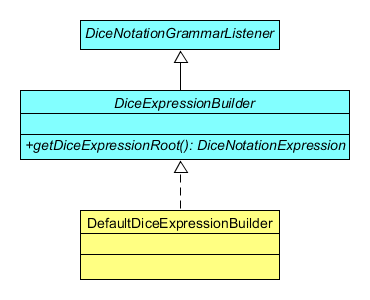 DiceNotationGrammarListener
DiceExpressionBuilder
+getDiceExpressionRoot(): DiceNotationExpression
DefaultDiceExpressionBuilder